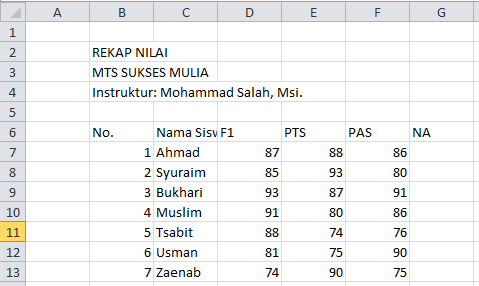 A B C D E F G
1
2 REKAP NILAI
3 MTS SUKSES MULIA
4 Instruktur: Mohammad Salah, Msi.
5
6 No. Nama Sisw F1 PTS PAS NA
7 1 Ahmad 87 88 86
8 2 Syuraim 85 93 80
9 3 Bukhari 93 87 91
10 4 Muslim 91 80 86
11 5 Tsabit 88 74 76
12 6 Usman 81 75 90
13 7 Zaenab 74 90 75